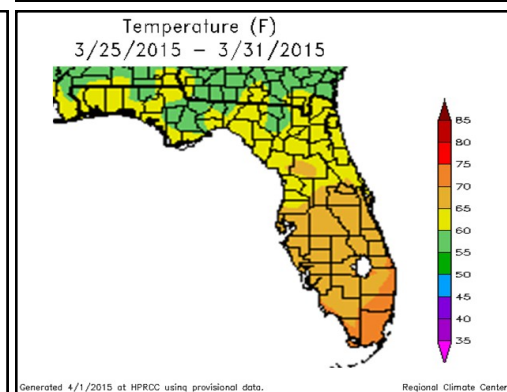 Temperature (F)
3/25/2015 – 3/31/2015
85
80
75
70
65
60
55
50
45
40
35
Generated 4/1/2015 at HPRCC using provisional data.
Regional Climate Center